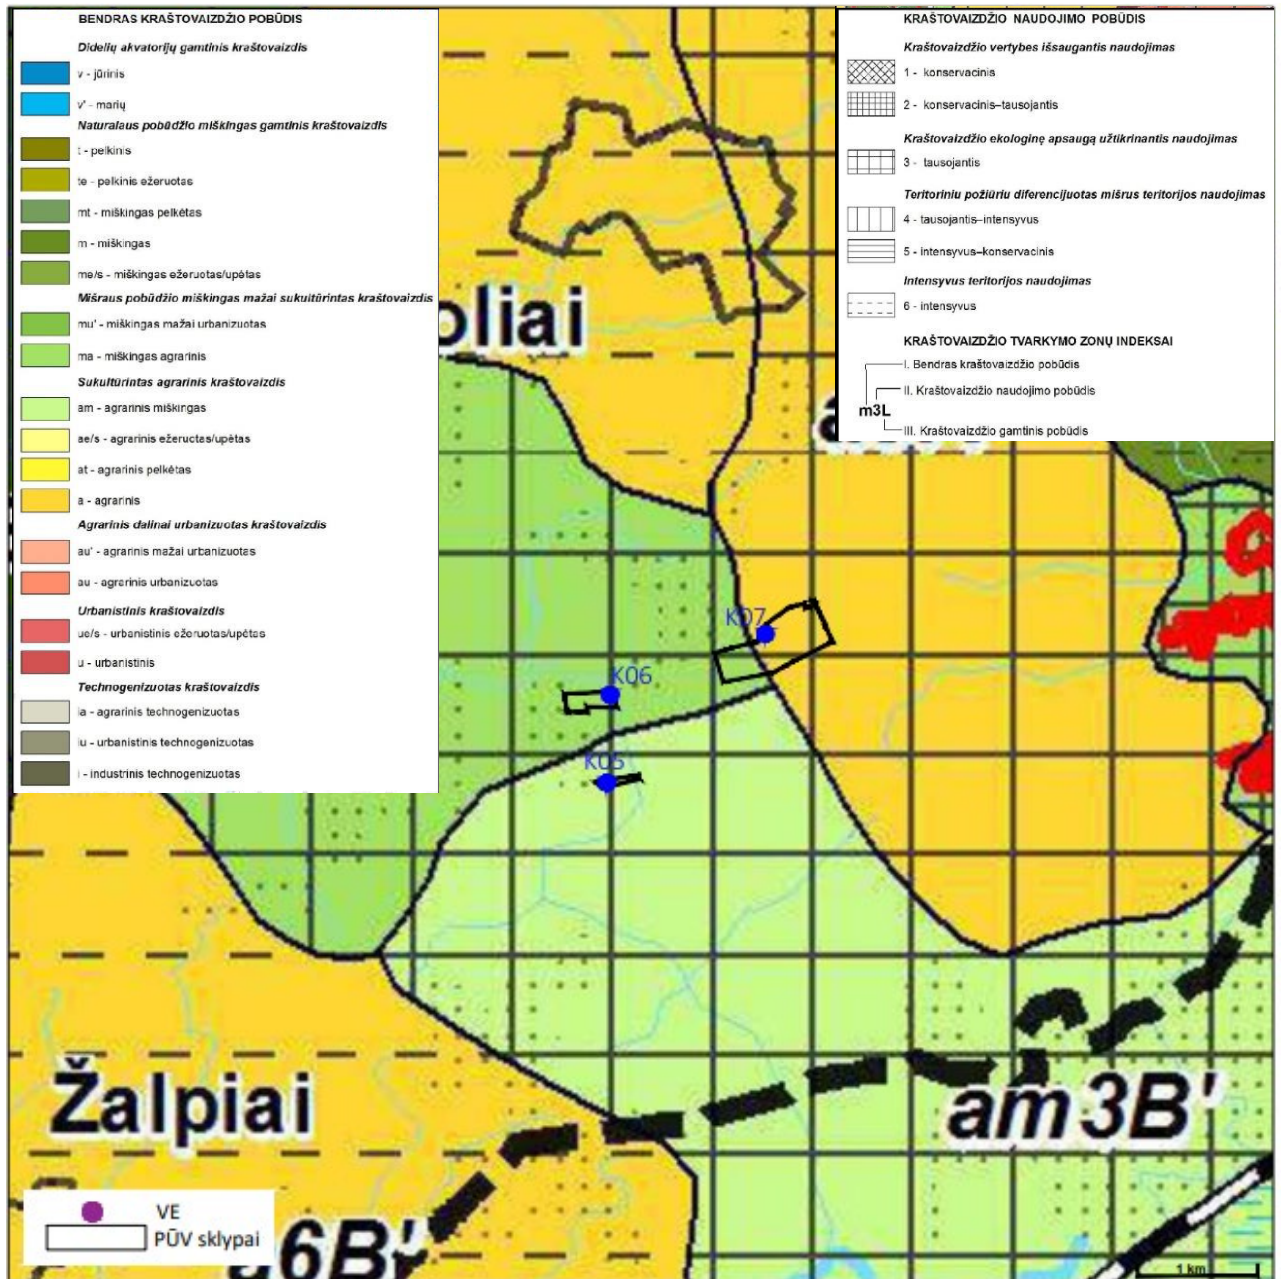 BENDRAS KRAŠTOVAIZDŽIO POBŪDIS
Didelių akvatorijų gamtinis kraštovaizdis
v - jūrinis
v' - marių
Naturalaus pobūdžio miškingas gamtinis kraštovaizdis
t - pelkinis
te - pelkinis ežeruotas
mt - miškingas pelkėtas
m - miškingas
me/s - miškingas ežeruotas/upėtas
Mišraus pobūdžio miškingas mažai sukultūrintas kraštovaizdis
mu' - miškingas mažai urbanizuotas
ma - miškingas agrarinis
Sukultūrintas agrarinis kraštovaizdis
am - agrarinis miškingas
ae/s - agrarinis ežeruotas/upėtas
at - agrarinis pelkėtas
a - agrarinis
Agrarinis dalinai urbanizuotas kraštovaizdis
au' - agrarinis mažai urbanizuotas
au - agrarinis urbanizuotas
Urbanistinis kraštovaizdis
ue/s - urbanistinis ežeruotas/upėtas
u - urbanistinis
Technogenizuotas kraštovaizdis
ia - agrarinis technogenizuotas
iu - urbanistinis technogenizuotas
i - industrinis technogenizuotas
KRAŠTOVAIZDŽIO NAUDOJIMO POBŪDIS
Kraštovaizdžio vertybes išsaugantis naudojimas
1 - konservacinis
2 - konservacinis–tausojantis
Kraštovaizdžio ekologinę apsaugą užtikrinantis naudojimas
3 - tausojantis
Teritoriniu požiūriu diferencijuotas mišrus teritorijos naudojimas
4 - tausojantis–intensyvus
5 - intensyvus–konservacinis
Intensyvus teritorijos naudojimas
6 - intensyvus
KRAŠTOVAIZDŽIO TVARKYMO ZONŲ INDEKSAI
I. Bendras kraštovaizdžio pobūdis
II. Kraštovaizdžio naudojimo pobūdis
m3L
III. Kraštovaizdžio gamtinis pobūdis
oliai
K07
K06
K05
Žalpiai
am3B'
a6B'
VE
PŪV sklypai
1 km